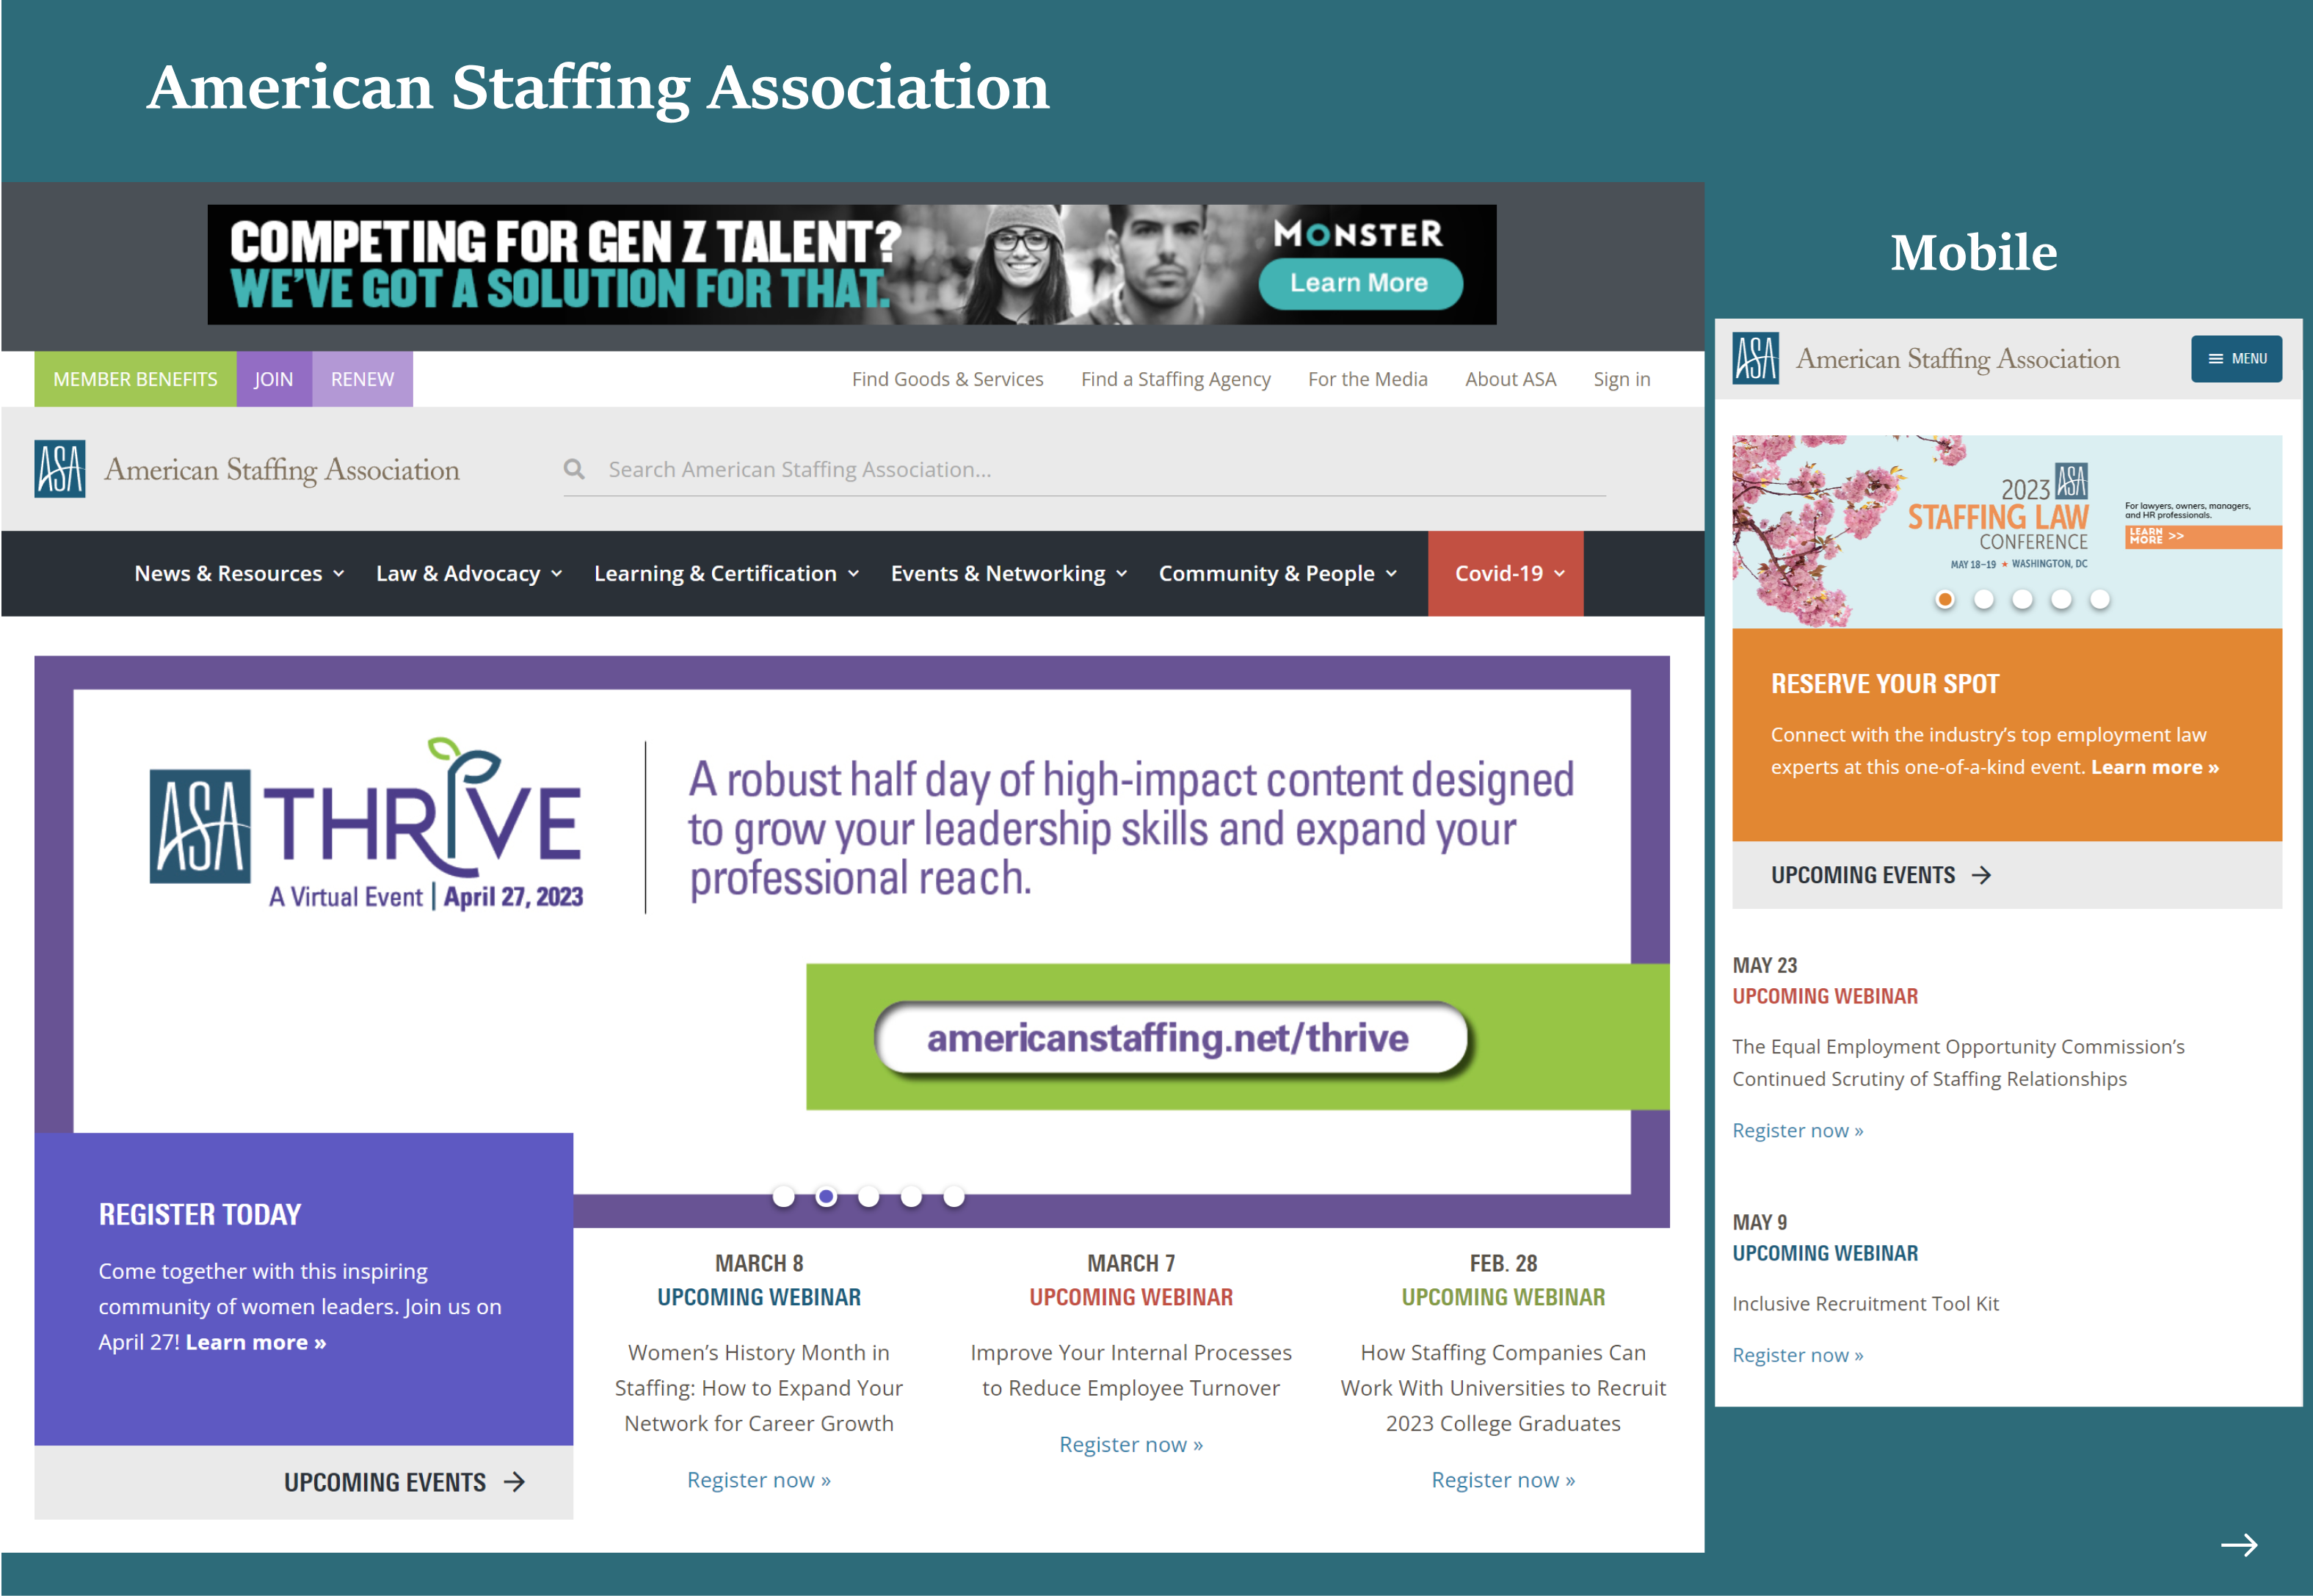 American Staffing Association
COMPETING FOR GEN Z TALENT?
WE'VE GOT A SOLUTION FOR THAT.
MONSTER
Learn More
MEMBER BENEFITS
JOIN
RENEW
Find Goods & Services
Find a Staffing Agency
For the Media
About ASA
Sign in
ASA
American Staffing Association
Search American Staffing Association...
News & Resources
Law & Advocacy
Learning & Certification
Events & Networking
Community & People
Covid-19
ASA THRIVE
A Virtual Event | April 27, 2023
A robust half day of high-impact content designed
to grow your leadership skills and expand your
professional reach.
americanstaffing.net/thrive
REGISTER TODAY
Come together with this inspiring
community of women leaders. Join us on
April 27! Learn more »
UPCOMING EVENTS →
MARCH 8
UPCOMING WEBINAR
Women's History Month in
Staffing: How to Expand Your
Network for Career Growth
Register now »
MARCH 7
UPCOMING WEBINAR
Improve Your Internal Processes
to Reduce Employee Turnover
Register now »
FEB. 28
UPCOMING WEBINAR
How Staffing Companies Can
Work With Universities to Recruit
2023 College Graduates
Register now »
Mobile
ASA
American Staffing Association
MENU
2023 ASA
STAFFING LAW
CONFERENCE
MAY 18–19 ★ WASHINGTON, DC
For lawyers, owners, managers,
and HR professionals.
LEARN
MORE >>
RESERVE YOUR SPOT
Connect with the industry's top employment law
experts at this one-of-a-kind event. Learn more »
UPCOMING EVENTS →
MAY 23
UPCOMING WEBINAR
The Equal Employment Opportunity Commission's
Continued Scrutiny of Staffing Relationships
Register now »
MAY 9
UPCOMING WEBINAR
Inclusive Recruitment Tool Kit
Register now »
→